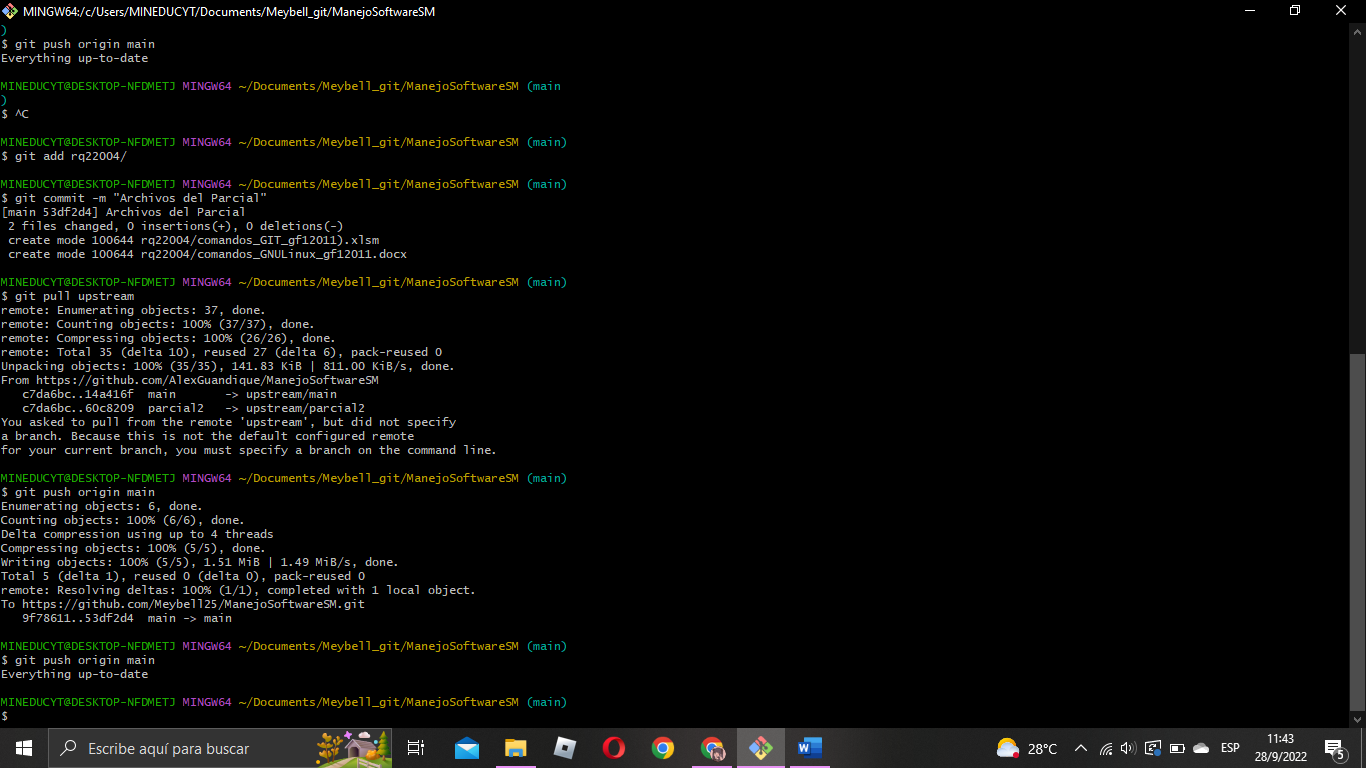 MINGW64:/c/Users/MINEDUCYT/Documents/Meybell_git/ManejoSoftwareSM
)
$ git push origin main
Everything up-to-date
MINEDUCYT@DESKTOP-NFDMETJ MINGW64 ~/Documents/Meybell_git/ManejoSoftwareSM (main
)
$ ^C
MINEDUCYT@DESKTOP-NFDMETJ MINGW64 ~/Documents/Meybell_git/ManejoSoftwareSM (main)
$ git add rq22004/
MINEDUCYT@DESKTOP-NFDMETJ MINGW64 ~/Documents/Meybell_git/ManejoSoftwareSM (main)
$ git commit -m "Archivos del Parcial"
[main 53df2d4] Archivos del Parcial
 2 files changed, 0 insertions(+), 0 deletions(-)
 create mode 100644 rq22004/comandos_GIT_gf12011).xlsm
 create mode 100644 rq22004/comandos_GNULinux_gf12011.docx
MINEDUCYT@DESKTOP-NFDMETJ MINGW64 ~/Documents/Meybell_git/ManejoSoftwareSM (main)
$ git pull upstream
remote: Enumerating objects: 37, done.
remote: Counting objects: 100% (37/37), done.
remote: Compressing objects: 100% (26/26), done.
remote: Total 35 (delta 10), reused 27 (delta 6), pack-reused 0
Unpacking objects: 100% (35/35), 141.83 KiB | 811.00 KiB/s, done.
From https://github.com/AlexGuandique/ManejoSoftwareSM
   c7da6bc..14a416f  main       -> upstream/main
   c7da6bc..60c8209  parcial2   -> upstream/parcial2
You asked to pull from the remote 'upstream', but did not specify
a branch. Because this is not the default configured remote
for your current branch, you must specify a branch on the command line.
MINEDUCYT@DESKTOP-NFDMETJ MINGW64 ~/Documents/Meybell_git/ManejoSoftwareSM (main)
$ git push origin main
Enumerating objects: 6, done.
Counting objects: 100% (6/6), done.
Delta compression using up to 4 threads
Compressing objects: 100% (5/5), done.
Writing objects: 100% (5/5), 1.51 MiB | 1.49 MiB/s, done.
Total 5 (delta 1), reused 0 (delta 0), pack-reused 0
remote: Resolving deltas: 100% (1/1), completed with 1 local object.
To https://github.com/Meybell25/ManejoSoftwareSM.git
   9f78611..53df2d4  main -> main
MINEDUCYT@DESKTOP-NFDMETJ MINGW64 ~/Documents/Meybell_git/ManejoSoftwareSM (main)
$ git push origin main
Everything up-to-date
MINEDUCYT@DESKTOP-NFDMETJ MINGW64 ~/Documents/Meybell_git/ManejoSoftwareSM (main)
$
Escribe aquí para buscar
28°C
ESP
11:43
28/9/2022
5